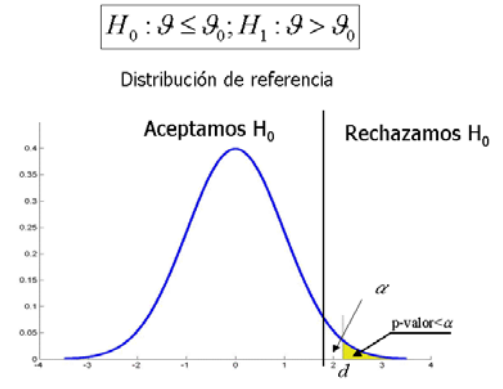 H₀ : ϑ ≤ ϑ₀; H₁ : ϑ > ϑ₀
Distribución de referencia
Aceptamos H₀
Rechazamos H₀
0.4
0.35
0.3
0.25
0.2
0.15
0.1
0.05
0
α
p-valor<α
-4 -3 -2 -1 0 1 2 3 4
d